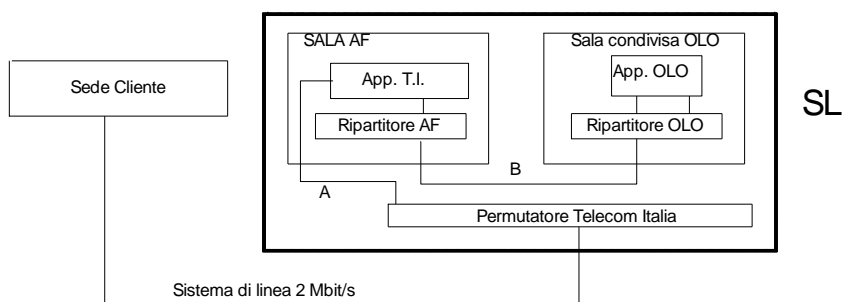 SALA AF
Sala condivisa OLO
Sede Cliente
App. T.I.
App. OLO
SL
Ripartitore AF
Ripartitore OLO
B
A
Permutatore Telecom Italia
Sistema di linea 2 Mbit/s